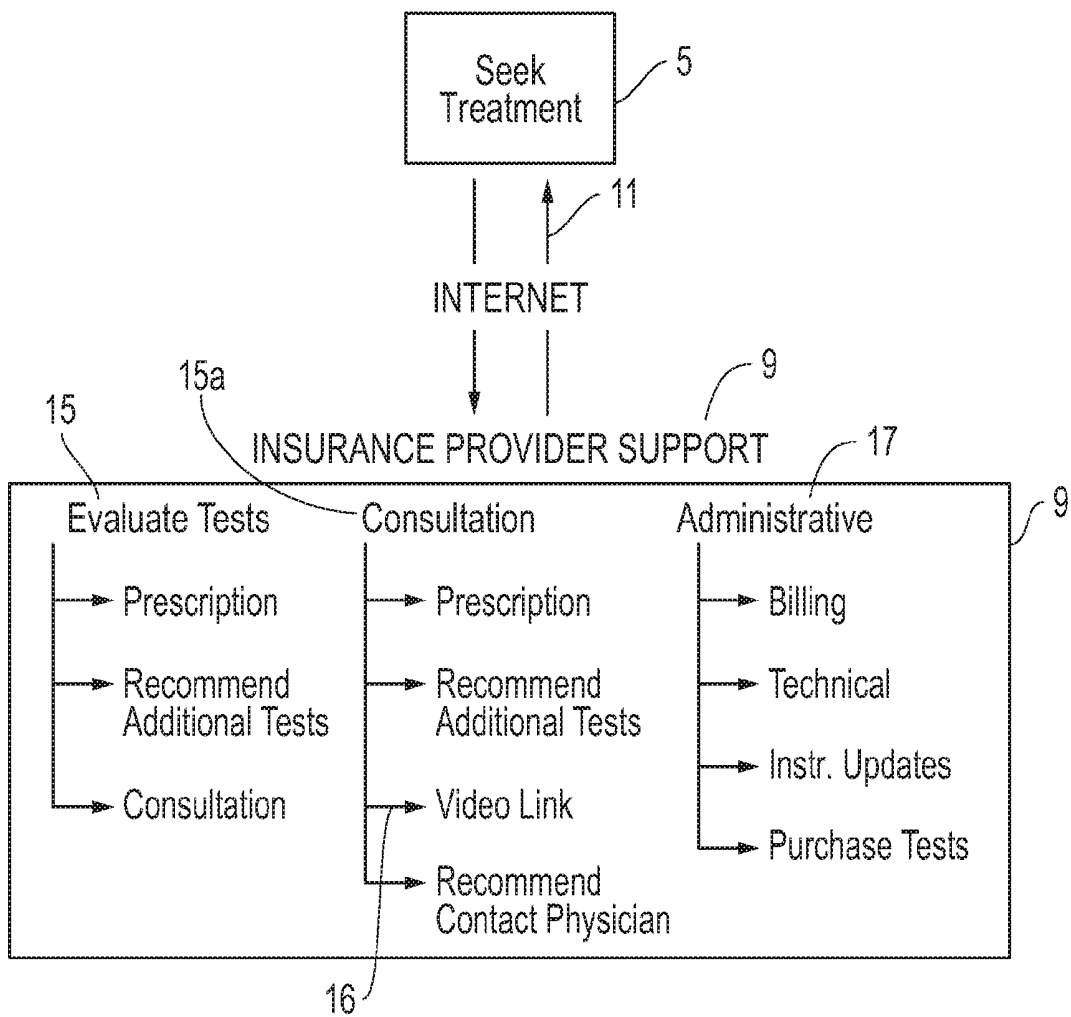 Seek
Treatment
5
11
INTERNET
15a
9
15
INSURANCE PROVIDER SUPPORT
17
9
Evaluate Tests
Prescription
Recommend
Additional Tests
Consultation
Consultation
Prescription
Recommend
Additional Tests
Video Link
Recommend
Contact Physician
16
Administrative
Billing
Technical
Instr. Updates
Purchase Tests